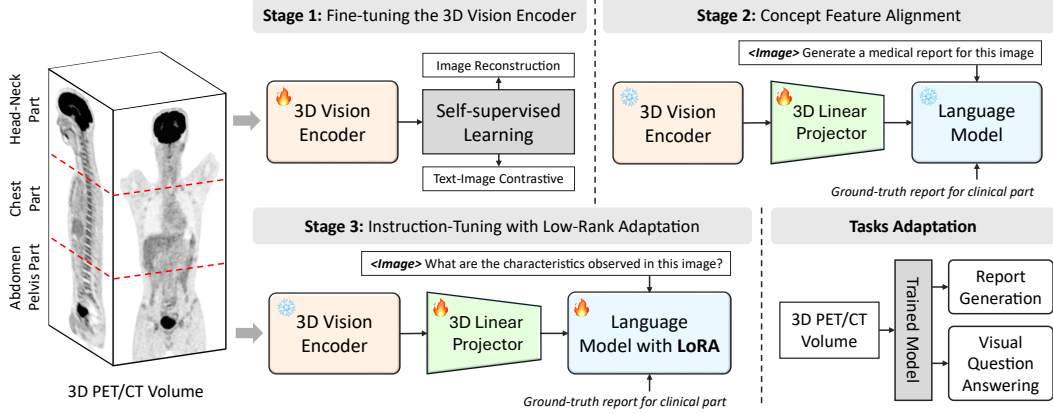 Head-Neck
Part
Chest
Part
Abdomen
Pelvis Part
3D PET/CT Volume
Stage 1: Fine-tuning the 3D Vision Encoder
3D Vision
Encoder
Image Reconstruction
Self-supervised
Learning
Text-Image Contrastive
Stage 2: Concept Feature Alignment
<Image> Generate a medical report for this image
3D Vision
Encoder
3D Linear
Projector
Language
Model
Ground-truth report for clinical part
Stage 3: Instruction-Tuning with Low-Rank Adaptation
<Image> What are the characteristics observed in this image?
3D Vision
Encoder
3D Linear
Projector
Language
Model with LoRA
Ground-truth report for clinical part
Tasks Adaptation
3D PET/CT
Volume
Trained Model
Report
Generation
Visual
Question
Answering